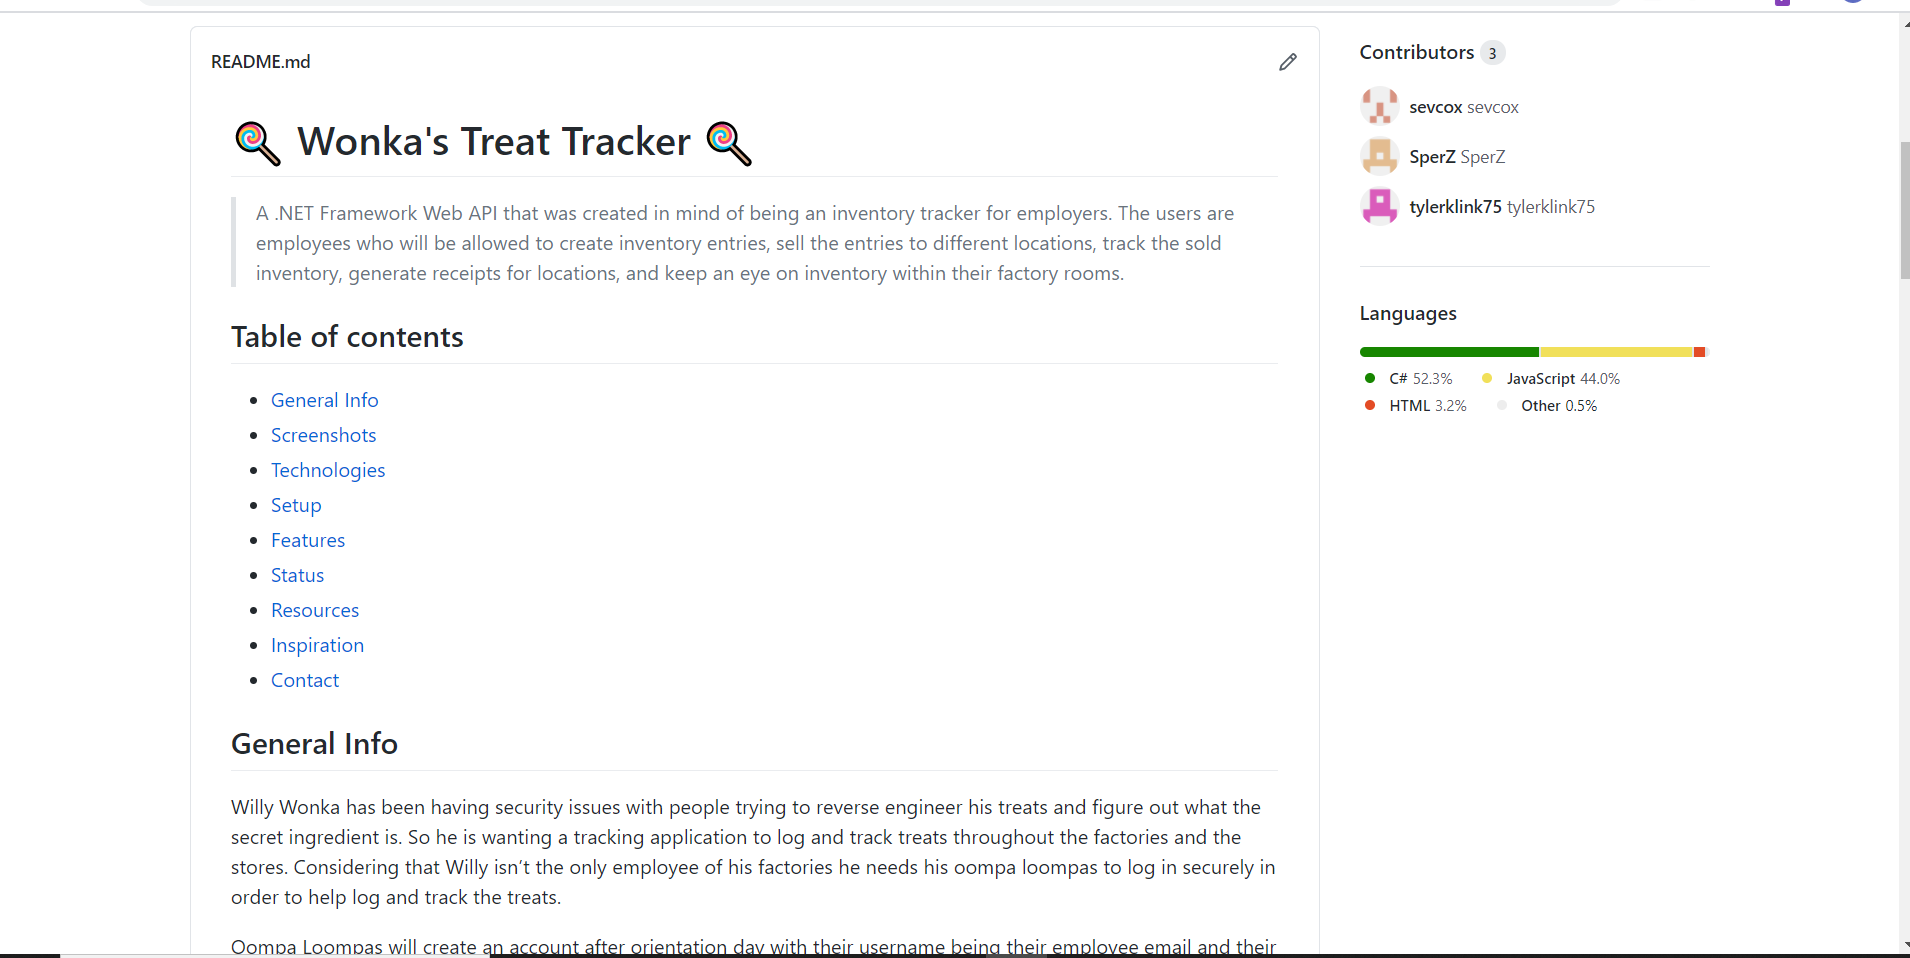 README.md
Wonka's Treat Tracker
A .NET Framework Web API that was created in mind of being an inventory tracker for employers. The users are
employees who will be allowed to create inventory entries, sell the entries to different locations, track the sold
inventory, generate receipts for locations, and keep an eye on inventory within their factory rooms.
Table of contents
General Info
Screenshots
Technologies
Setup
Features
Status
Resources
Inspiration
Contact
General Info
Willy Wonka has been having security issues with people trying to reverse engineer his treats and figure out what the
secret ingredient is. So he is wanting a tracking application to log and track treats throughout the factories and the
stores. Considering that Willy isn’t the only employee of his factories he needs his oompa loompas to log in securely in
order to help log and track the treats.
Oompa Loompas will create an account after orientation day with their username being their employee email and their
Contributors 3
sevcox sevcox
SperZ SperZ
tylerklink75 tylerklink75
Languages
C# 52.3% JavaScript 44.0%
HTML 3.2% Other 0.5%